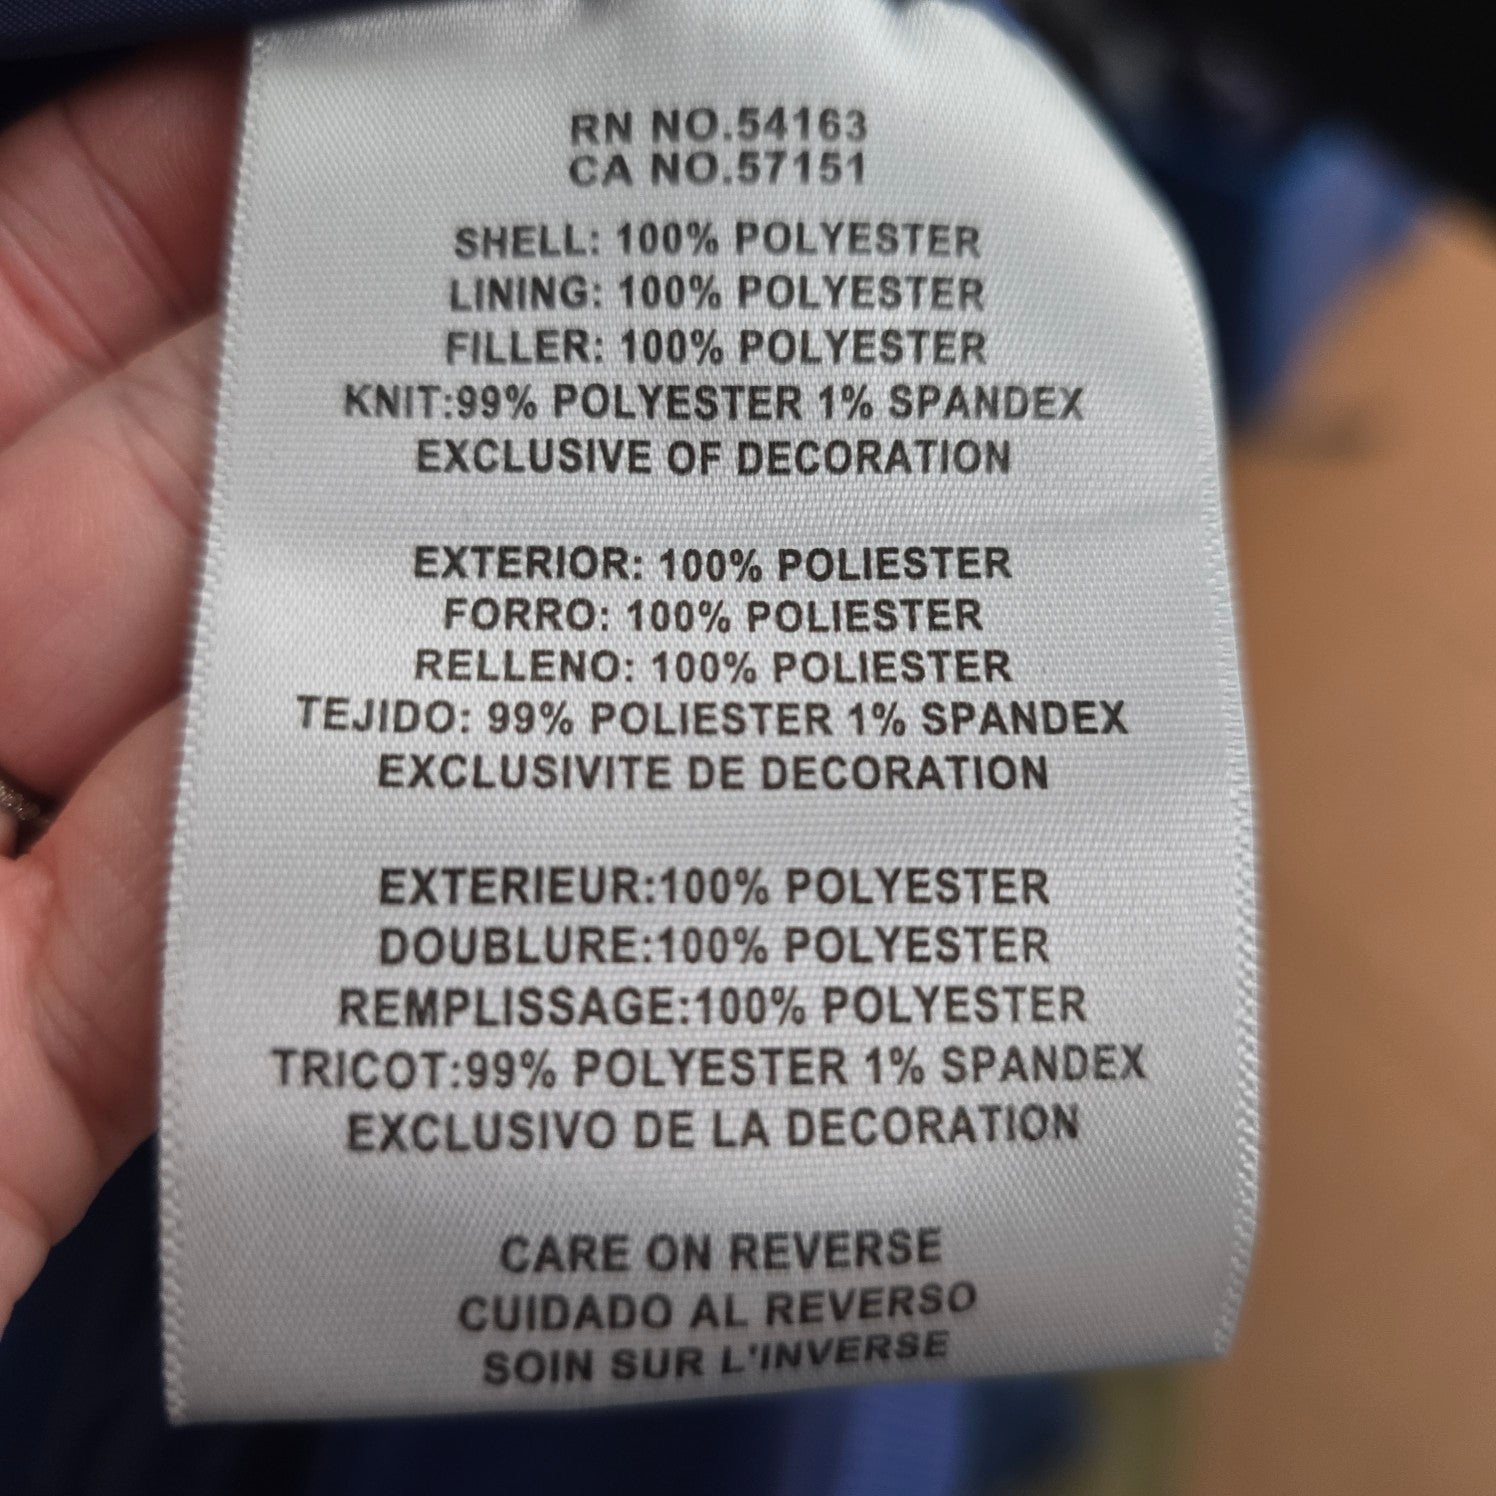 RN NO.54163
CA NO.57151
SHELL: 100% POLYESTER
LINING: 100% POLYESTER
FILLER: 100% POLYESTER
KNIT:99% POLYESTER 1% SPANDEX
EXCLUSIVE OF DECORATION
EXTERIOR: 100% POLIESTER
FORRO: 100% POLIESTER
RELLENO: 100% POLIESTER
TEJIDO: 99% POLIESTER 1% SPANDEX
EXCLUSIVITE DE DECORATION
EXTERIEUR:100% POLYESTER
DOUBLURE:100% POLYESTER
REMPLISSAGE:100% POLYESTER
TRICOT:99% POLYESTER 1% SPANDEX
EXCLUSIVO DE LA DECORATION
CARE ON REVERSE
CUIDADO AL REVERSO
SOIN SUR L'INVERSE